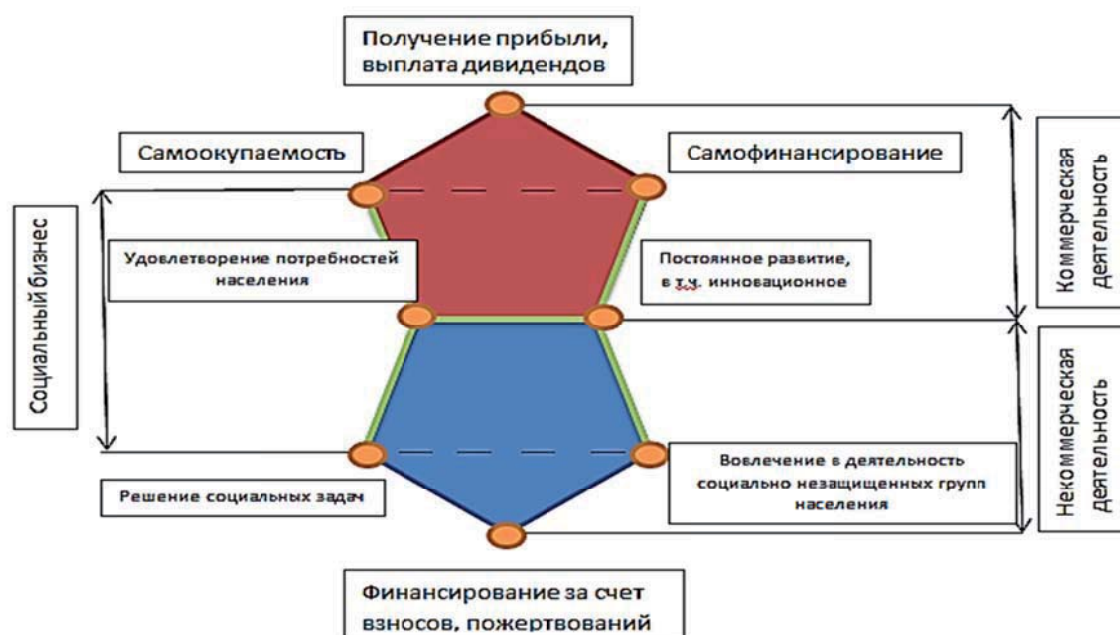 Получение прибыли,
выплата дивидендов
Самоокупаемость
Самофинансирование
Социальный бизнес
Коммерческая
деятельность
Удовлетворение потребностей
населения
Постоянное развитие,
в т.ч. инновационное
Некоммерческая
деятельность
Решение социальных задач
Вовлечение в деятельность
социально незащищенных групп
населения
Финансирование за счет
взносов, пожертвований